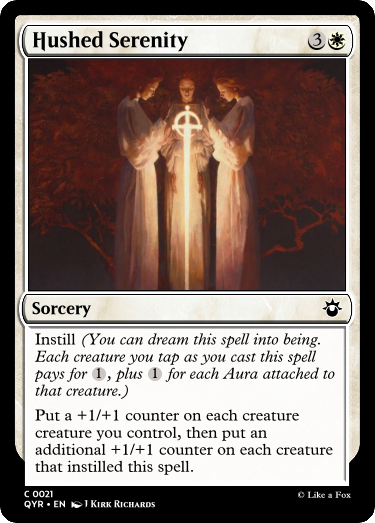 Hushed Serenity 3
Sorcery
Instill (You can dream this spell into being.
Each creature you tap as you cast this spell
pays for 1, plus 1 for each Aura attached to
that creature.)
Put a +1/+1 counter on each creature
creature you control, then put an
additional +1/+1 counter on each creature
that instilled this spell.
C 0021
QYR • EN J Kirk Richards
© Like a Fox